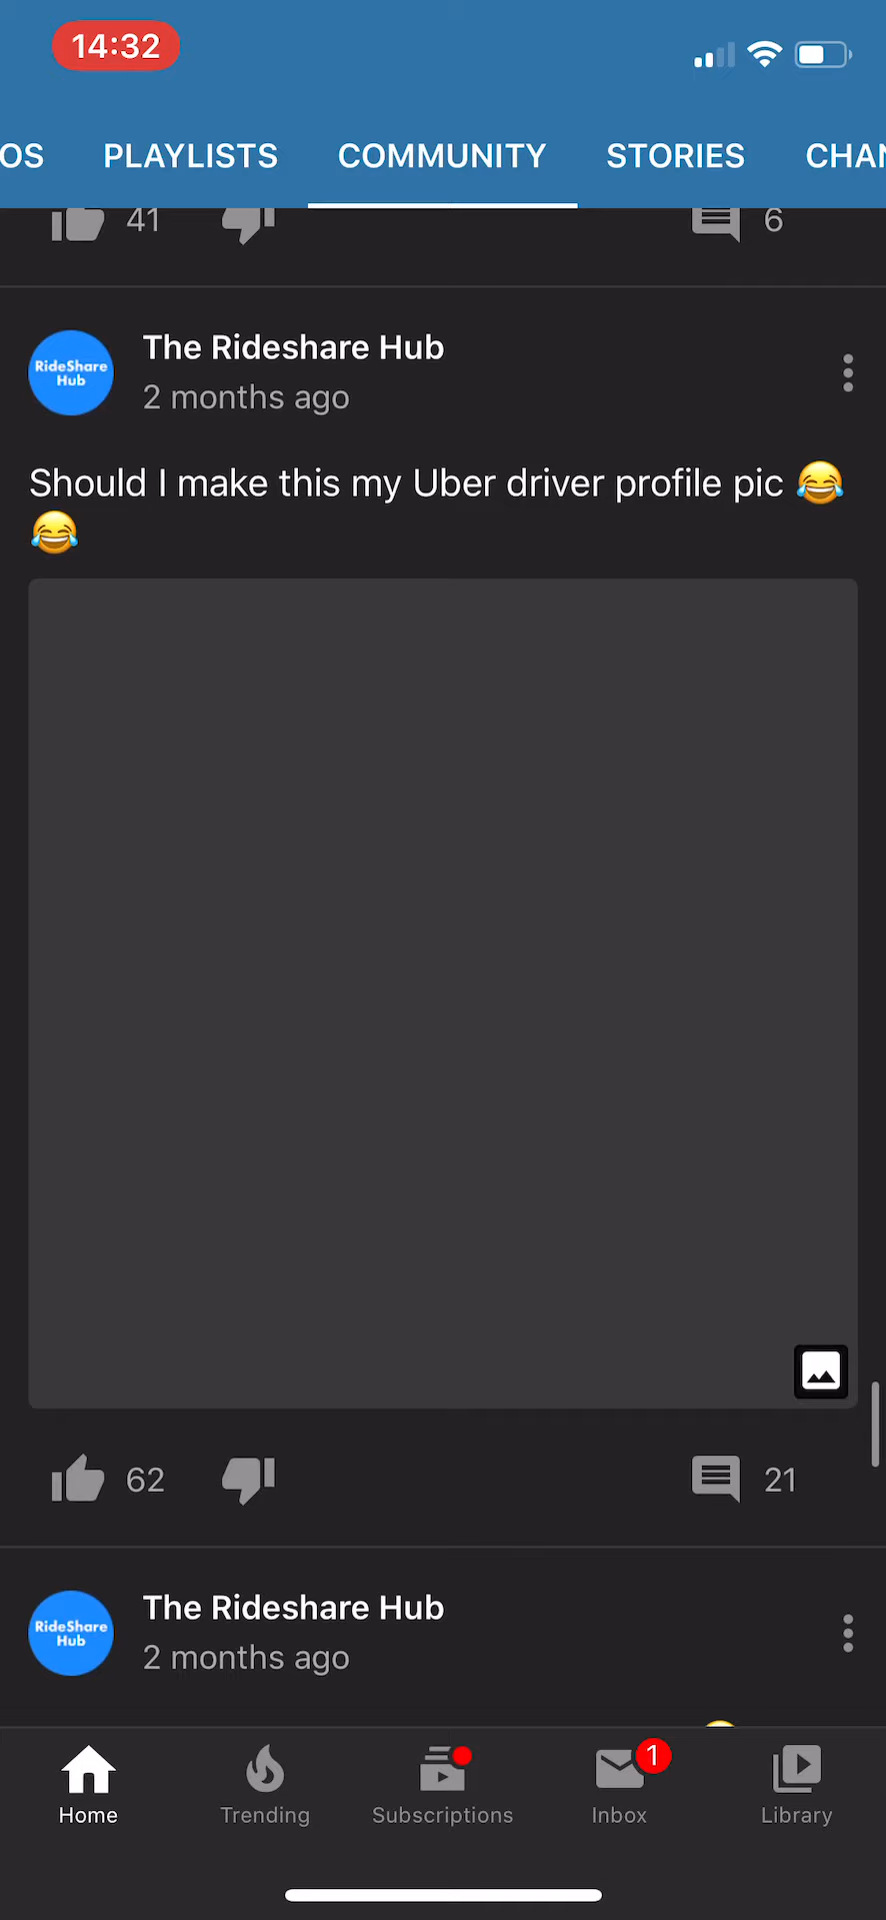 14:32
OS PLAYLISTS COMMUNITY STORIES CHAN
41 6
RideShare Hub
The Rideshare Hub
2 months ago
Should I make this my Uber driver profile pic 😂
😂
62 21
RideShare Hub
The Rideshare Hub
2 months ago
1
Home Trending Subscriptions Inbox Library